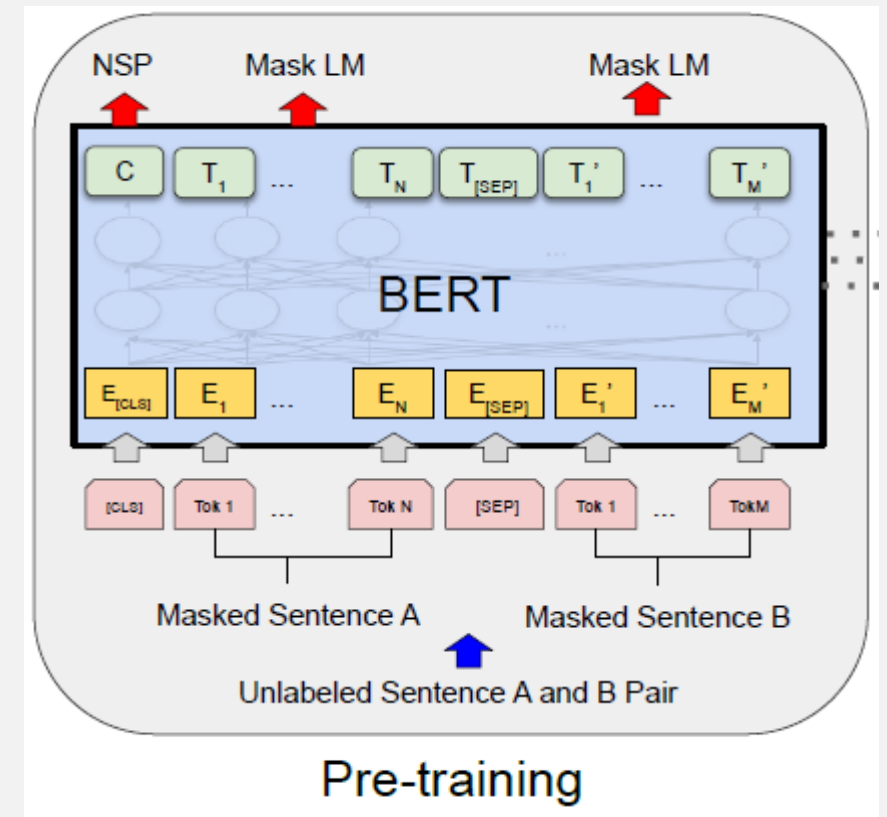 NSP Mask LM Mask LM
C T1 ... TN T[SEP] T1' ... TM'
...
BERT
...
E[CLS] E1 ... EN E[SEP] E1' ... EM'
[CLS] Tok 1 ... Tok N [SEP] Tok 1 ... TokM
Masked Sentence A Masked Sentence B
Unlabeled Sentence A and B Pair
Pre-training